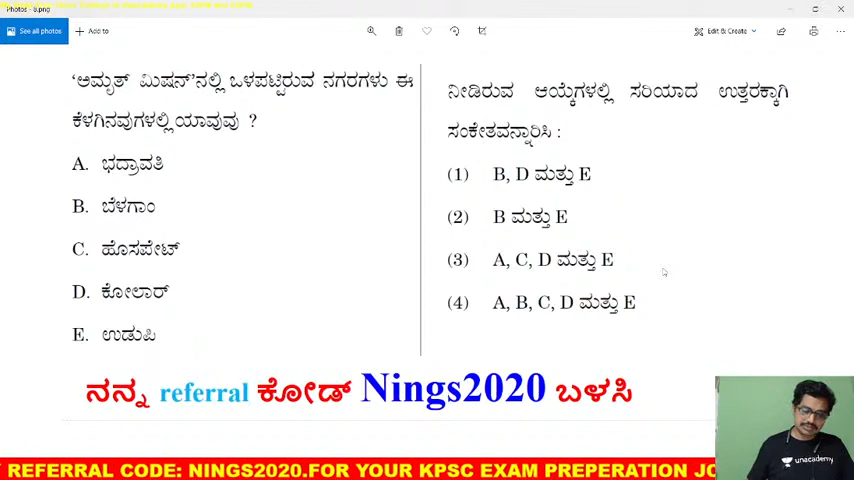 Photos - 8.png
See all photos
+ Add to
Edit & Create
'ಅಮೃತ್ ಮಿಷನ್'ನಲ್ಲಿ ಒಳಪಟ್ಟಿರುವ ನಗರಗಳು ಈ
ಕೆಳಗಿನವುಗಳಲ್ಲಿ ಯಾವುವು ?
A. ಭದ್ರಾವತಿ
B. ಬೆಳಗಾಂ
C. ಹೊಸಪೇಟ್
D. ಕೋಲಾರ್
E. ಉಡುಪಿ
ನೀಡಿರುವ ಆಯ್ಕೆಗಳಲ್ಲಿ ಸರಿಯಾದ ಉತ್ತರಕ್ಕಾಗಿ
ಸಂಕೇತವನ್ನಾರಿಸಿ :
(1) B, D ಮತ್ತು E
(2) B ಮತ್ತು E
(3) A, C, D ಮತ್ತು E
(4) A, B, C, D ಮತ್ತು E
ನನ್ನ referral ಕೋಡ್ Nings2020 ಬಳಸಿ
unacademy
REFERRAL CODE: NINGS2020.FOR YOUR KPSC EXAM PREPERATION JO